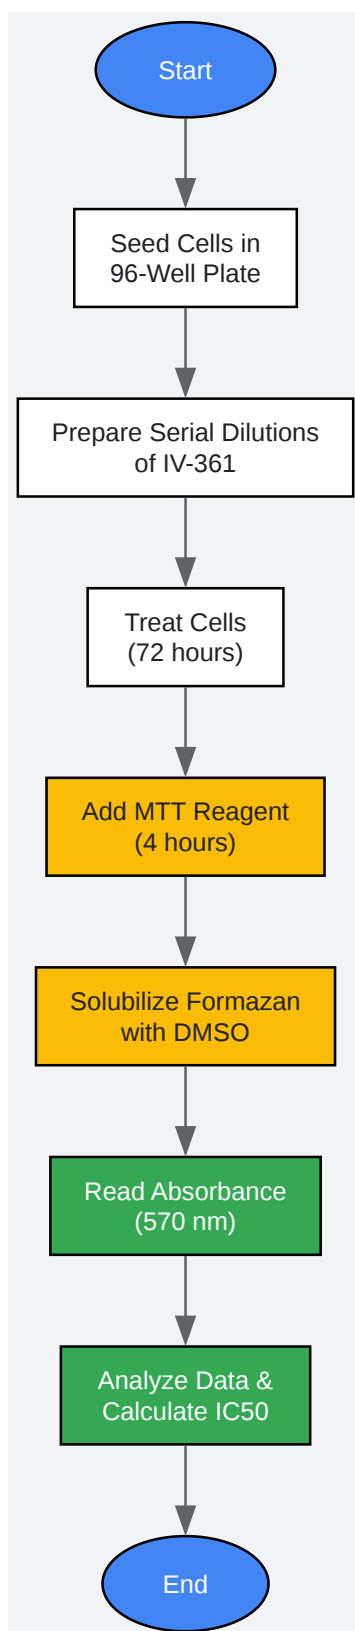 Start
Seed Cells in
96-Well Plate
Prepare Serial Dilutions
of IV-361
Treat Cells
(72 hours)
Add MTT Reagent
(4 hours)
Solubilize Formazan
with DMSO
Read Absorbance
(570 nm)
Analyze Data &
Calculate IC50
End